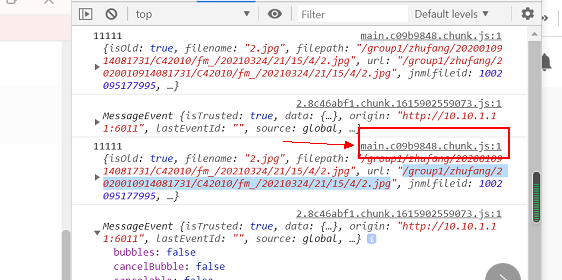 top
Filter
Default levels
11111 main.c09b9848.chunk.js:1
{isOld: true, filename: "2.jpg", filepath: "/group1/zhufang/20200109
14081731/C42010/fm_/20210324/21/15/4/2.jpg", url: "/group1/zhufang/2
02001091​4081731/C42010/fm_/20210324/21/15/4/2.jpg", jnmlfileid: 1002
095177995, …}
2.8c46abf1.chunk.1615902559073.js:1
MessageEvent {isTrusted: true, data: {…}, origin: "http://10.10.1.1
1:6011", lastEventId: "", source: global, …}
11111 main.c09b9848.chunk.js:1
{isOld: true, filename: "2.jpg", filepath: "/group1/zhufang/20200109
14081731/C42010/fm_/20210324/21/15/4/2.jpg", url: "/group1/zhufang/2
020010914081731/C42010/fm_/20210324/21/15/4/2.jpg", jnmlfileid: 1002
095177995, …}
2.8c46abf1.chunk.1615902559073.js:1
MessageEvent {isTrusted: true, data: {…}, origin: "http://10.10.1.1
1:6011", lastEventId: "", source: global, …}
bubbles: false
cancelBubble: false